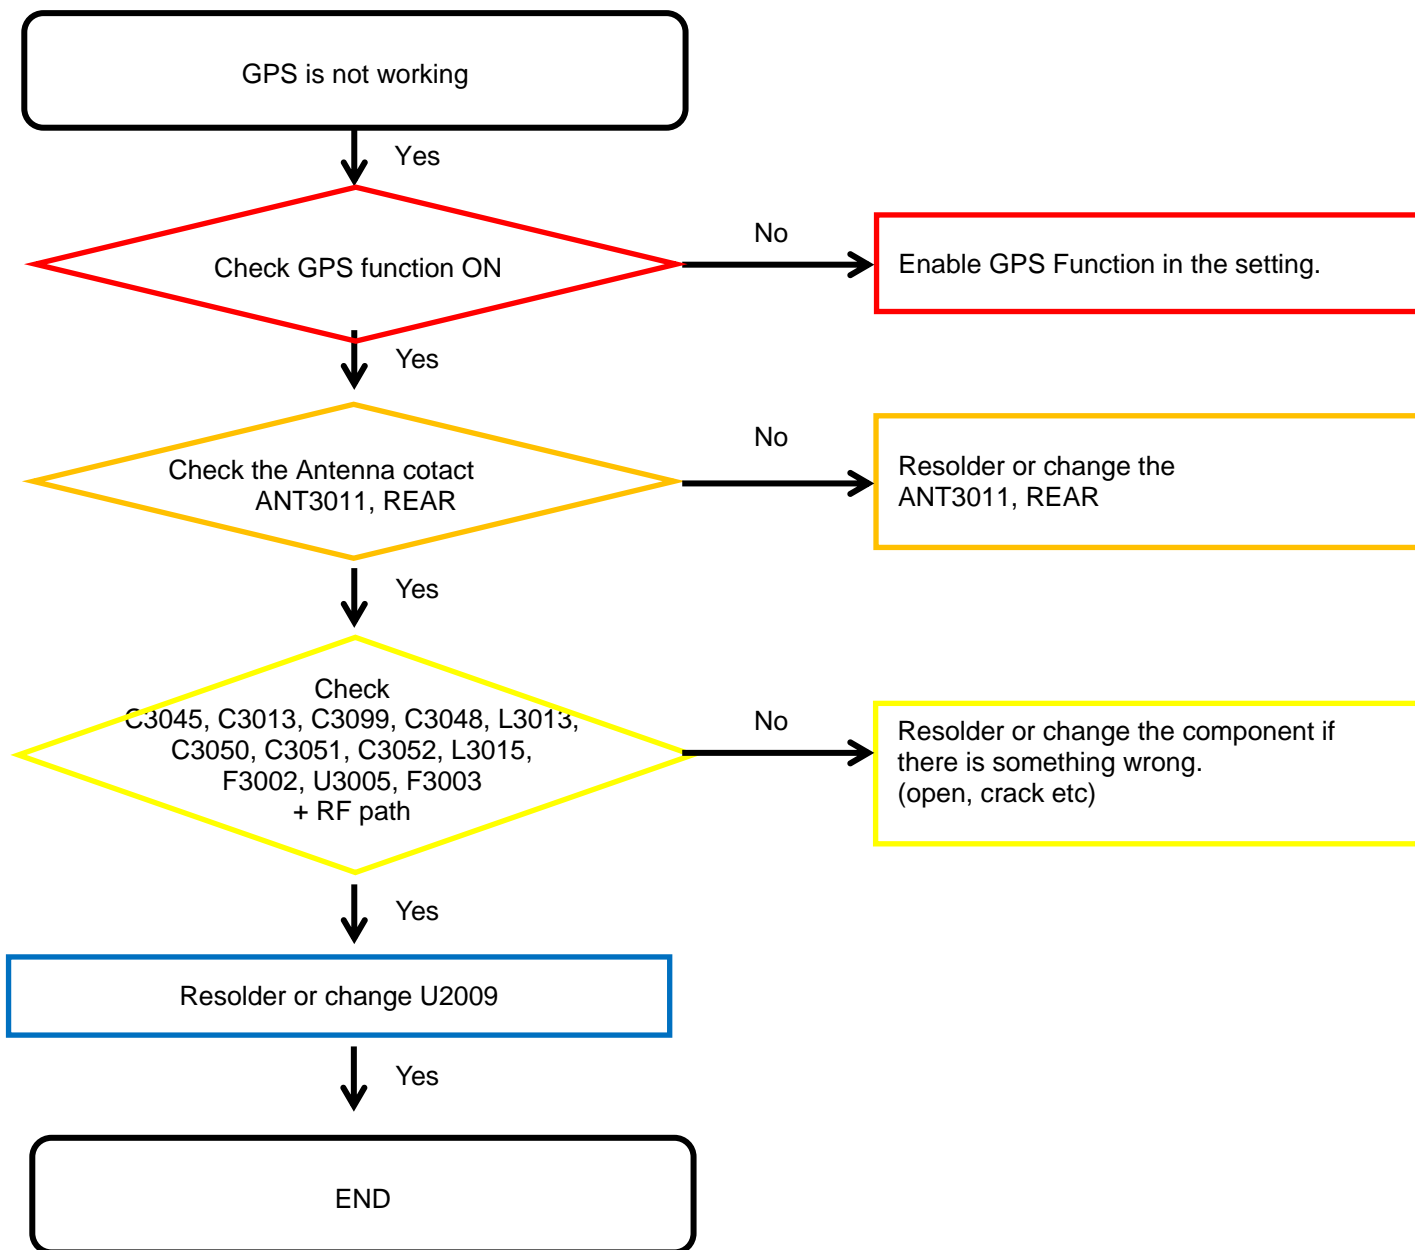 GPS is not working
Yes
Check GPS function ON
No
Enable GPS Function in the setting.
Yes
Check the Antenna cotact
ANT3011, REAR
No
Resolder or change the
ANT3011, REAR
Yes
Check
C3045, C3013, C3099, C3048, L3013,
C3050, C3051, C3052, L3015,
F3002, U3005, F3003
+ RF path
No
Resolder or change the component if
there is something wrong.
(open, crack etc)
Yes
Resolder or change U2009
Yes
END